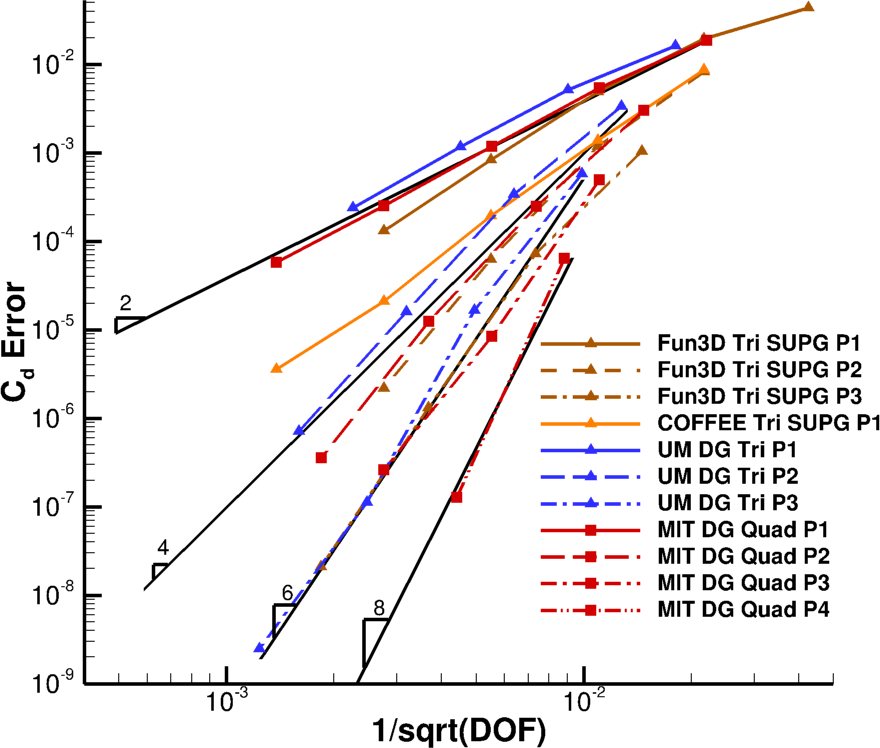 10⁻²
10⁻³
10⁻⁴
10⁻⁵
10⁻⁶
10⁻⁷
10⁻⁸
10⁻⁹
C_d Error
2
4
6
8
Fun3D Tri SUPG P1
Fun3D Tri SUPG P2
Fun3D Tri SUPG P3
COFFEE Tri SUPG P1
UM DG Tri P1
UM DG Tri P2
UM DG Tri P3
MIT DG Quad P1
MIT DG Quad P2
MIT DG Quad P3
MIT DG Quad P4
10⁻³
10⁻²
1/sqrt(DOF)